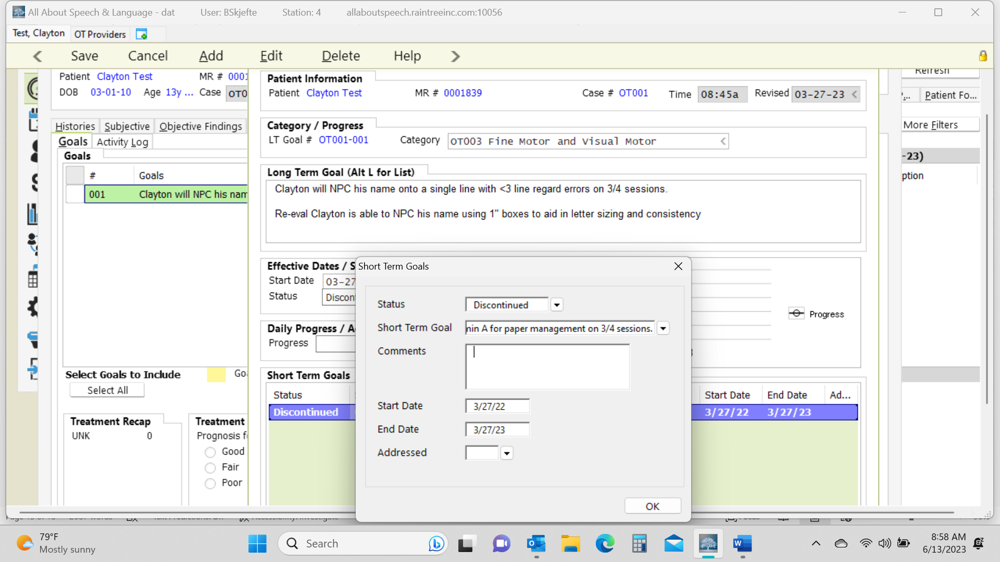 All About Speech & Language - dat User: BSkjefte Station: 4 allaboutspeech.raintreeinc.com:10056
Test, Clayton OT Providers
Save Cancel Add Edit Delete Help
Patient Clayton Test MR # 0001
DOB 03-01-10 Age 13y ... Case OT0
Histories Subjective Objective Findings
Goals Activity Log
Goals
# Goals
001 Clayton will NPC his nam
Select Goals to Include Goa
Select All
Treatment Recap
UNK 0
Treatment
Prognosis f
Good
Fair
Poor
Patient Information
Patient Clayton Test MR # 0001839 Case # OT001 Time 08:45a Revised 03-27-23 <
Category / Progress
LT Goal # OT001-001 Category OT003 Fine Motor and Visual Motor <
Long Term Goal (Alt L for List)
Clayton will NPC his name onto a single line with <3 line regard errors on 3/4 sessions.
Re-eval Clayton is able to NPC his name using 1" boxes to aid in letter sizing and consistency
Effective Dates / S
Start Date 03-27
Status Discon
Daily Progress / A
Progress
Progress
Short Term Goals
Status Start Date End Date Ad...
Discontinued 3/27/22 3/27/23
Short Term Goals
Status Discontinued
Short Term Goal min A for paper management on 3/4 sessions.
Comments
Start Date 3/27/22
End Date 3/27/23
Addressed
OK
Refresh
Patient Fo...
More Filters
-23)
ption
79°F
Mostly sunny
Search
8:58 AM
6/13/2023